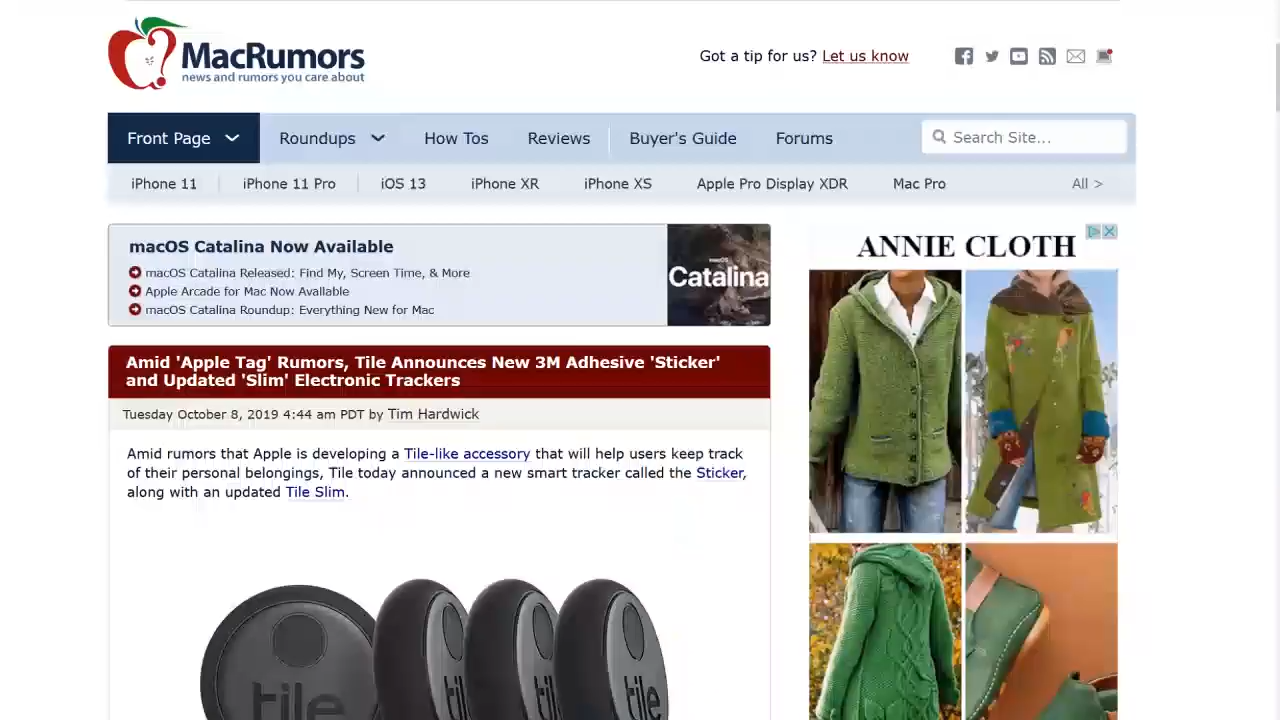 MacRumors
news and rumors you care about
Got a tip for us? Let us know
Front Page
Roundups
How Tos
Reviews
Buyer's Guide
Forums
Search Site...
iPhone 11
iPhone 11 Pro
iOS 13
iPhone XR
iPhone XS
Apple Pro Display XDR
Mac Pro
All >
macOS Catalina Now Available
macOS Catalina Released: Find My, Screen Time, & More
Apple Arcade for Mac Now Available
macOS Catalina Roundup: Everything New for Mac
macOS
Catalina
ANNIE CLOTH
Amid 'Apple Tag' Rumors, Tile Announces New 3M Adhesive 'Sticker'
and Updated 'Slim' Electronic Trackers
Tuesday October 8, 2019 4:44 am PDT by Tim Hardwick
Amid rumors that Apple is developing a Tile-like accessory that will help users keep track
of their personal belongings, Tile today announced a new smart tracker called the Sticker,
along with an updated Tile Slim.
tile
til
til
tile